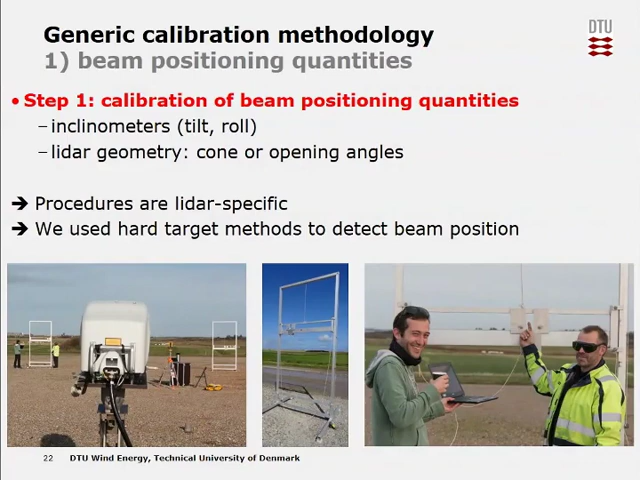 Generic calibration methodology
DTU
1) beam positioning quantities
• Step 1: calibration of beam positioning quantities
– inclinometers (tilt, roll)
– lidar geometry: cone or opening angles
➔ Procedures are lidar-specific
➔ We used hard target methods to detect beam position
22 DTU Wind Energy, Technical University of Denmark